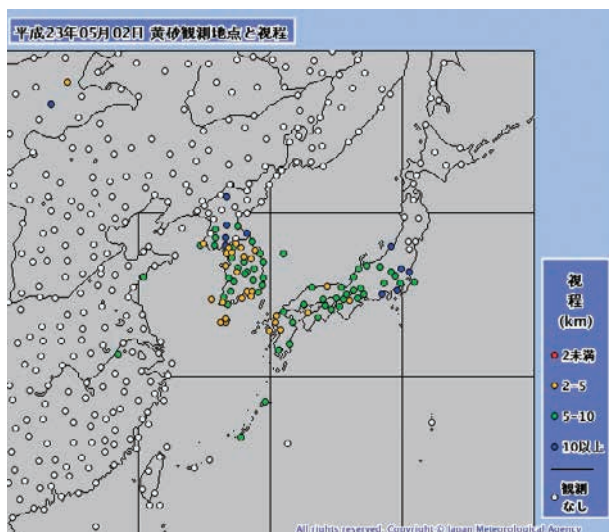 平成23年05月02日 黄砂観測地点と視程
視
程
(km)
2未満
2-5
5-10
10以上
観測
なし
All rights reserved. Copyright © Japan Meteorological Agency